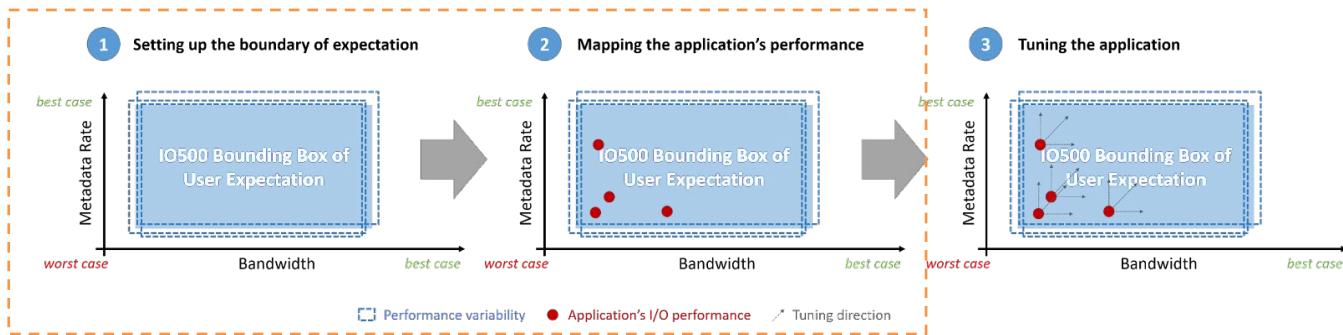 1 Setting up the boundary of expectation
best case
Metadata Rate
IO500 Bounding Box of
User Expectation
worst case
Bandwidth
best case
2 Mapping the application's performance
best case
Metadata Rate
IO500 Bounding Box of
User Expectation
worst case
Bandwidth
best case
3 Tuning the application
best case
Metadata Rate
IO500 Bounding Box of
User Expectation
worst case
Bandwidth
best case
Performance variability
Application's I/O performance
Tuning direction